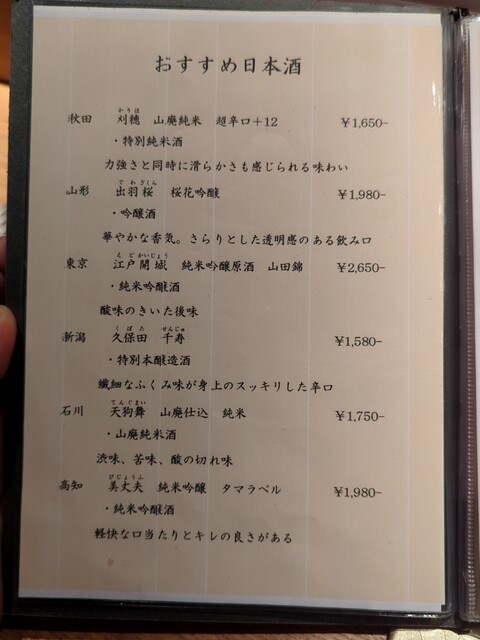 おすすめ日本酒
かりほ
秋田 刈穂 山廃純米 超辛口＋12 ￥1,650-
・特別純米酒
力強さと同時に滑らかさも感じられる味わい
でわざくら
山形 出羽桜 桜花吟醸 ￥1,980-
・吟醸酒
華やかな香気。さらりとした透明感のある飲み口
えどかいじょう
東京 江戸開城 純米吟醸原酒 山田錦 ￥2,650-
・純米吟醸酒
酸味のきいた後味
くぼた せんじゅ
新潟 久保田 千寿 ￥1,580-
・特別本醸造酒
繊細なふくみ味が身上のスッキリした辛口
てんぐまい
石川 天狗舞 山廃仕込 純米 ￥1,750-
・山廃純米酒
渋味、苦味、酸の切れ味
びじょうふ
高知 美丈夫 純米吟醸 タマラベル ￥1,980-
・純米吟醸酒
軽快な口当たりとキレの良さがある